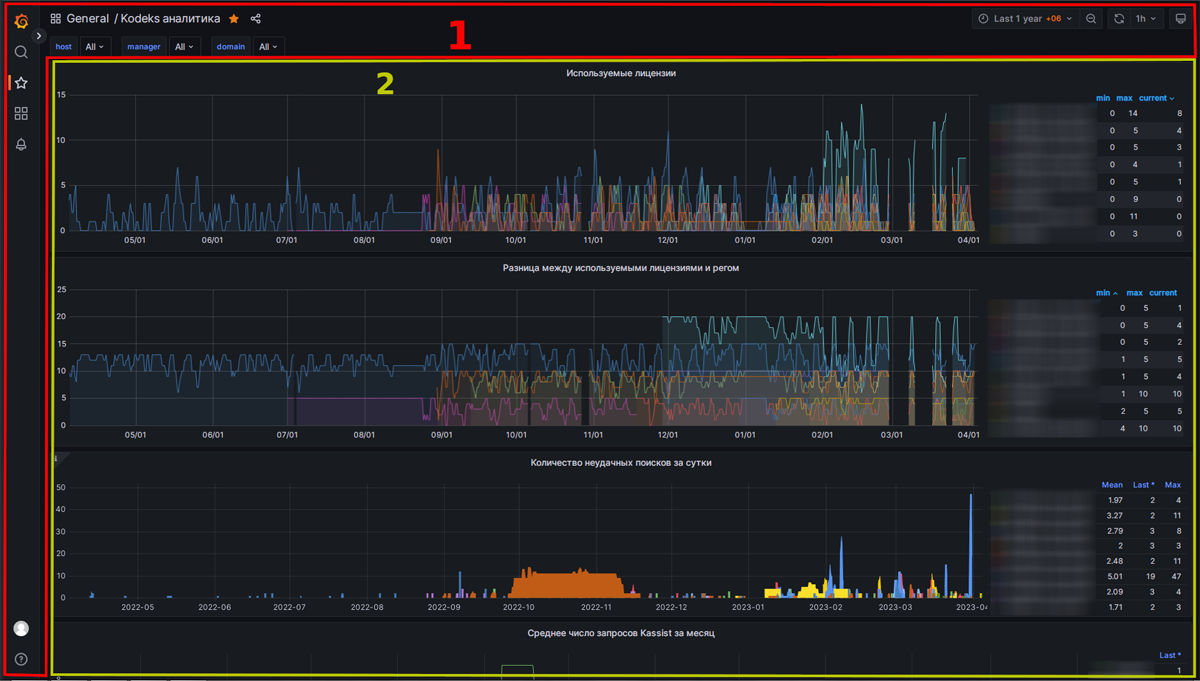 General / Kodeks аналитика
Last 1 year +06
1h
host All manager All domain All
1
2
Используемые лицензии
15
10
5
0
05/01 06/01 07/01 08/01 09/01 10/01 11/01 12/01 01/01 02/01 03/01 04/01
min max current
0 14 8
0 5 4
0 5 3
0 4 1
0 5 1
0 9 0
0 11 0
0 3 0
Разница между используемыми лицензиями и регом
25
20
15
10
5
0
05/01 06/01 07/01 08/01 09/01 10/01 11/01 12/01 01/01 02/01 03/01 04/01
min max current
0 5 1
0 5 4
0 5 2
1 5 5
1 5 4
1 10 10
2 5 5
4 10 10
i
Количество неудачных поисков за сутки
50
40
30
20
10
0
2022-05 2022-06 2022-07 2022-08 2022-09 2022-10 2022-11 2022-12 2023-01 2023-02 2023-03 2023-04
Mean Last * Max
1.97 2 4
3.27 2 11
2.79 3 8
2 3 3
2.48 2 11
5.01 19 47
2.09 3 4
1.71 2 3
Среднее число запросов Kassist за месяц
Last *
1